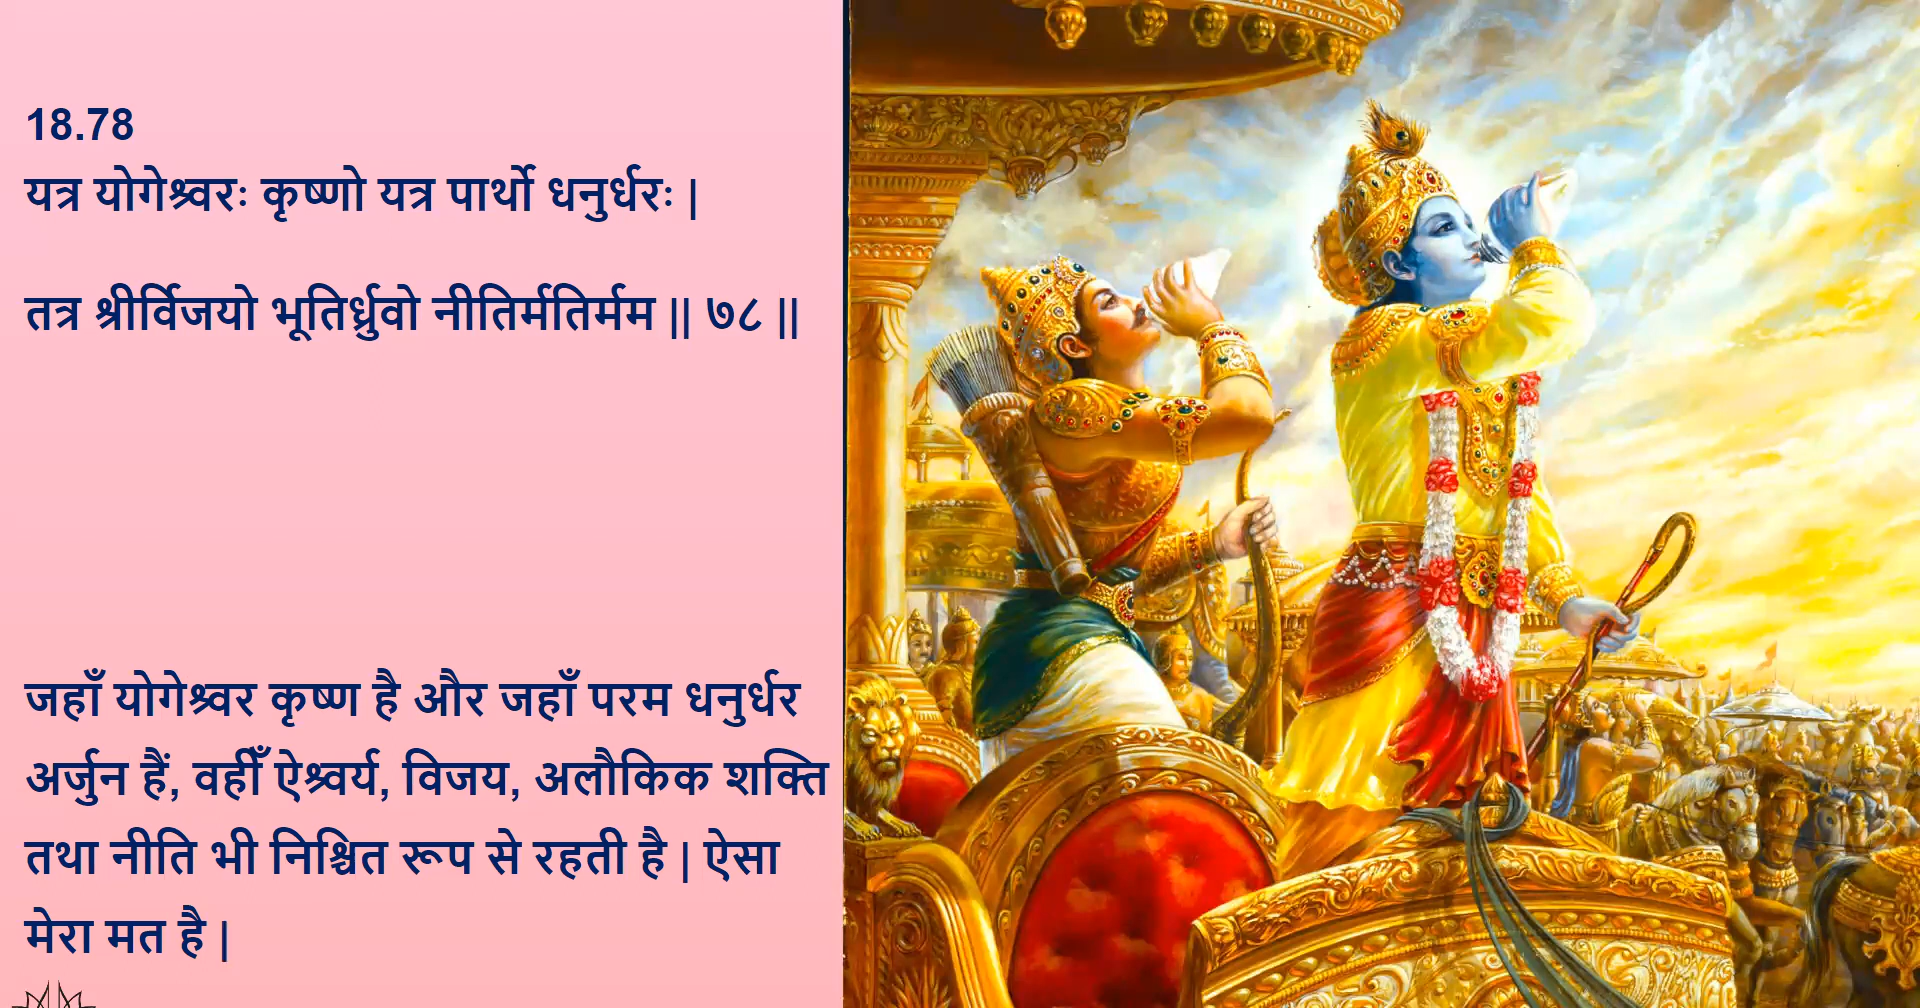 18.78
यत्र योगेश्र्वरः कृष्णो यत्र पार्थो धनुर्धरः |
तत्र श्रीर्विजयो भूतिर्ध्रुवो नीतिर्मतिर्मम || ७८ ||
जहाँ योगेश्र्वर कृष्ण है और जहाँ परम धनुर्धर
अर्जुन हैं, वहीँ ऐश्र्वर्य, विजय, अलौकिक शक्ति
तथा नीति भी निश्चित रूप से रहती है | ऐसा
मेरा मत है |